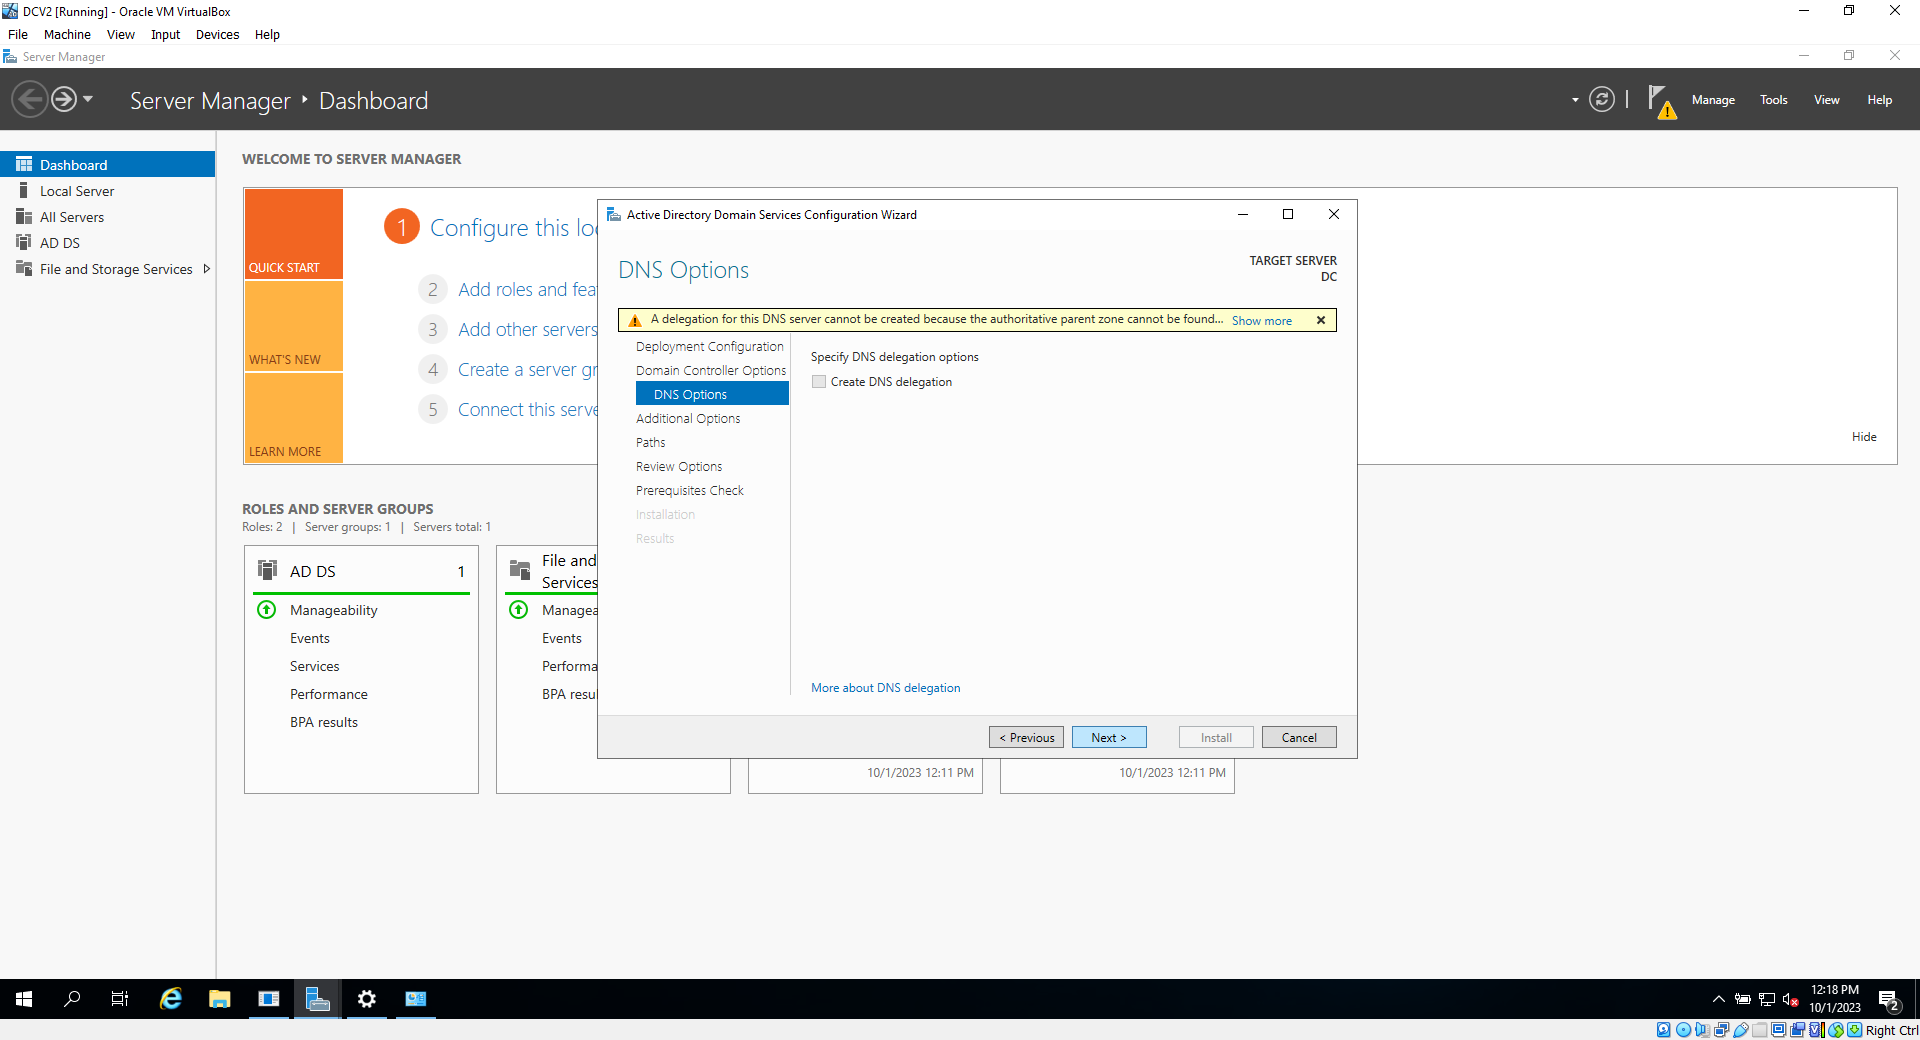 DCV2 [Running] - Oracle VM VirtualBox
File Machine View Input Devices Help
Server Manager
Server Manager ‣ Dashboard
Manage Tools View Help
Dashboard
Local Server
All Servers
AD DS
File and Storage Services
WELCOME TO SERVER MANAGER
QUICK START
WHAT'S NEW
LEARN MORE
1 Configure this lo
2 Add roles and fea
3 Add other servers
4 Create a server gr
5 Connect this serve
Hide
ROLES AND SERVER GROUPS
Roles: 2 | Server groups: 1 | Servers total: 1
AD DS 1
Manageability
Events
Services
Performance
BPA results
File and
Services
Managea
Events
Performa
BPA resu
10/1/2023 12:11 PM
10/1/2023 12:11 PM
Active Directory Domain Services Configuration Wizard
DNS Options
TARGET SERVER
DC
A delegation for this DNS server cannot be created because the authoritative parent zone cannot be found... Show more
Deployment Configuration
Domain Controller Options
DNS Options
Additional Options
Paths
Review Options
Prerequisites Check
Installation
Results
Specify DNS delegation options
Create DNS delegation
More about DNS delegation
< Previous Next > Install Cancel
12:18 PM
10/1/2023
2
Right Ctrl